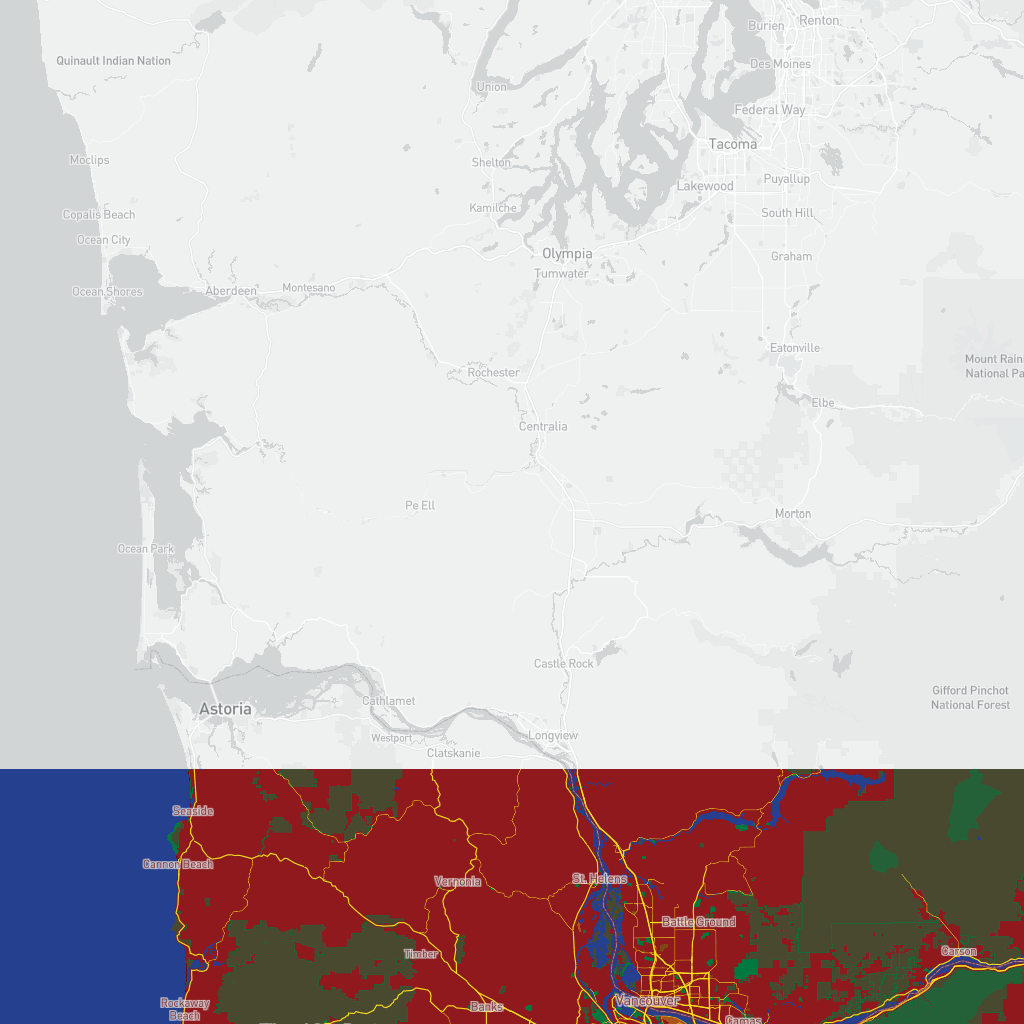 Burien
Renton
Quinault Indian Nation
Des Moines
Union
Federal Way
Tacoma
Moclips
Shelton
Puyallup
Lakewood
Kamilche
Copalis Beach
South Hill
Ocean City
Olympia
Graham
Tumwater
Ocean Shores
Aberdeen
Montesano
Eatonville
Mount Raini
National Pa
Rochester
Elbe
Centralia
Pe Ell
Morton
Ocean Park
Castle Rock
Gifford Pinchot
National Forest
Cathlamet
Astoria
Westport
Longview
Clatskanie
Seaside
Cannon Beach
Vernonia
St. Helens
Battle Ground
Timber
Carson
Rockaway
Beach
Banks
Vancouver
Camas